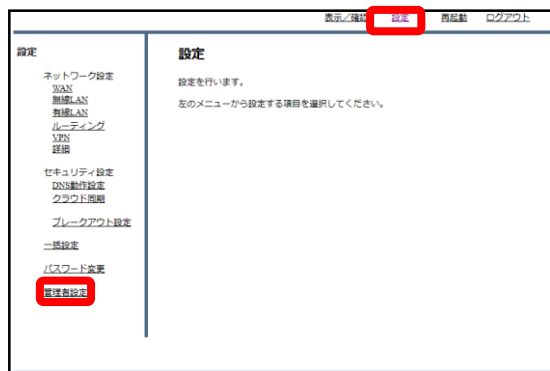 表示／確認 設定 再起動 ログアウト
設定
ネットワーク設定
WAN
無線LAN
有線LAN
ルーティング
VPN
詳細
セキュリティ設定
DNS動作設定
クラウド同期
ブレークアウト設定
一括設定
パスワード変更
管理者設定
設定
設定を行います。
左のメニューから設定する項目を選択してください。